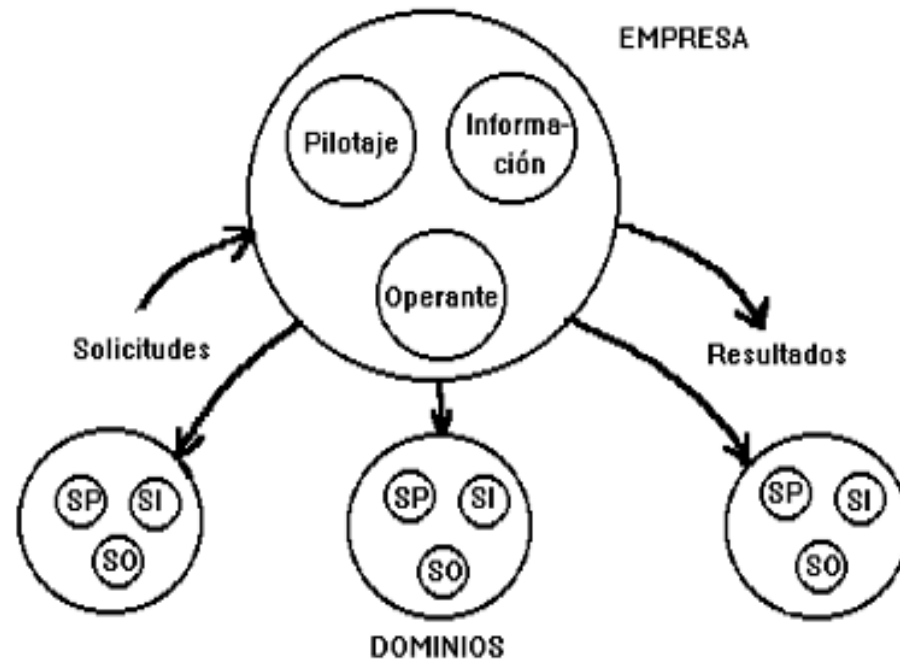 EMPRESA
Pilotaje
Informa-
ción
Operante
Solicitudes
Resultados
SP
SI
SO
SP
SI
SO
SP
SI
SO
DOMINIOS